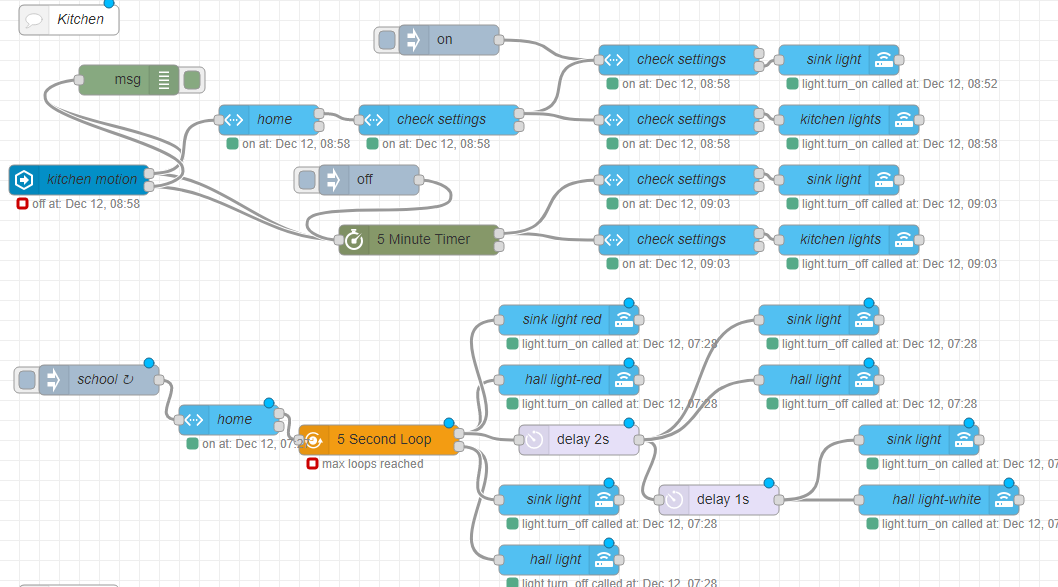 Kitchen
on
msg
check settings
sink light
on at: Dec 12, 08:58
light.turn_on called at: Dec 12, 08:52
home
check settings
check settings
kitchen lights
on at: Dec 12, 08:58
on at: Dec 12, 08:58
on at: Dec 12, 08:58
light.turn_on called at: Dec 12, 08:58
kitchen motion
off
check settings
sink light
off at: Dec 12, 08:58
on at: Dec 12, 09:03
light.turn_off called at: Dec 12, 09:03
5 Minute Timer
check settings
kitchen lights
on at: Dec 12, 09:03
light.turn_off called at: Dec 12, 09:03
sink light red
sink light
light.turn_on called at: Dec 12, 07:28
light.turn_off called at: Dec 12, 07:28
school ↻
hall light-red
hall light
light.turn_on called at: Dec 12, 07:28
light.turn_off called at: Dec 12, 07:28
home
5 Second Loop
delay 2s
sink light
on at: Dec 12, 07:2
max loops reached
light.turn_off called at: Dec 12, 07
sink light
delay 1s
hall light-white
light.turn_off called at: Dec 12, 07:28
light.turn_on called at: Dec 12, 07
hall light
light.turn_off called at: Dec 12, 07:28